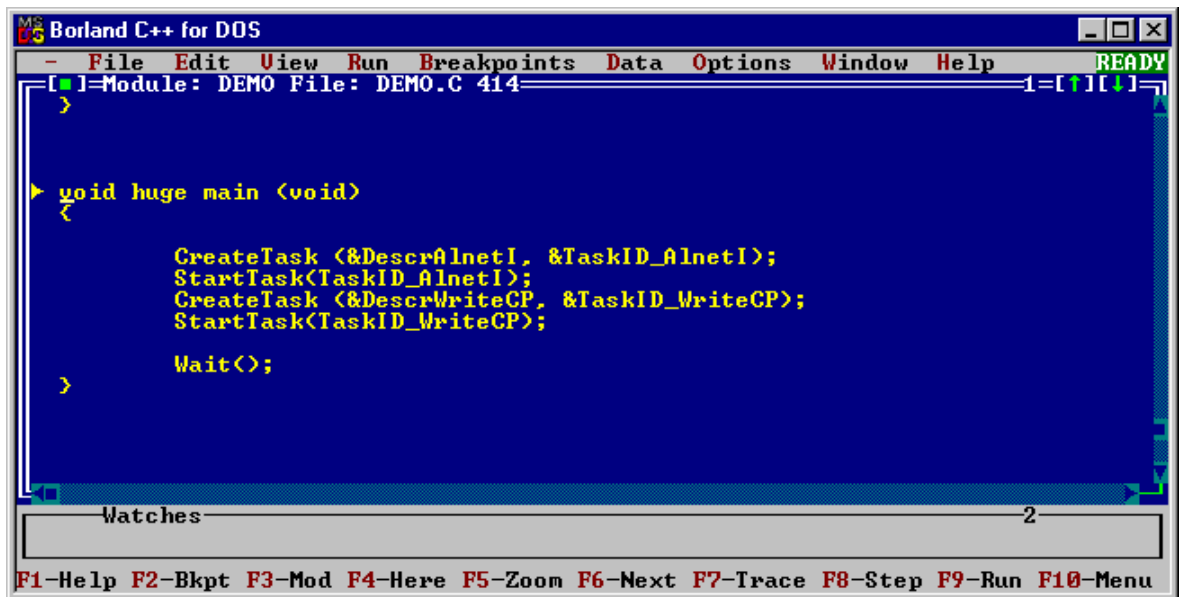 MS DOS Borland C++ for DOS
- File Edit View Run Breakpoints Data Options Window Help READY
[■]=Module: DEMO File: DEMO.C 414 1=[↑][↓]
}
void huge main (void)
{
CreateTask (&DescrAlnetI, &TaskID_AlnetI);
StartTask(TaskID_AlnetI);
CreateTask (&DescrWriteCP, &TaskID_WriteCP);
StartTask(TaskID_WriteCP);
Wait();
}
Watches 2
F1-Help F2-Bkpt F3-Mod F4-Here F5-Zoom F6-Next F7-Trace F8-Step F9-Run F10-Menu